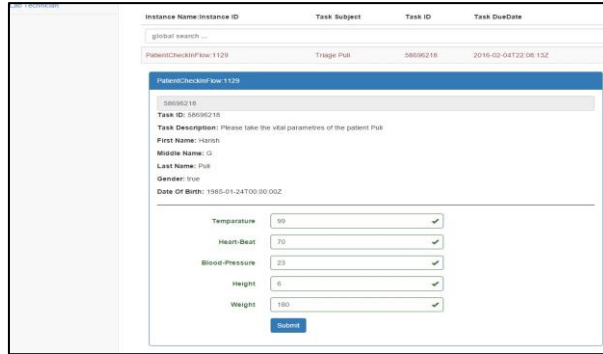 Lab Technician
Instance Name:Instance ID Task Subject Task ID Task DueDate
global search ...
PatientCheckInFlow:1129 Triage Puli 58696218 2016-02-04T22:08:13Z
PatientCheckInFlow:1129
58696218
Task ID: 58696218
Task Description: Please take the vital parametres of the patient Puli
First Name: Harish
Middle Name: G
Last Name: Puli
Gender: true
Date Of Birth: 1985-01-24T00:00:00Z
Temparature 99
Heart-Beat 70
Blood-Pressure 23
Height 6
Weight 180
Submit